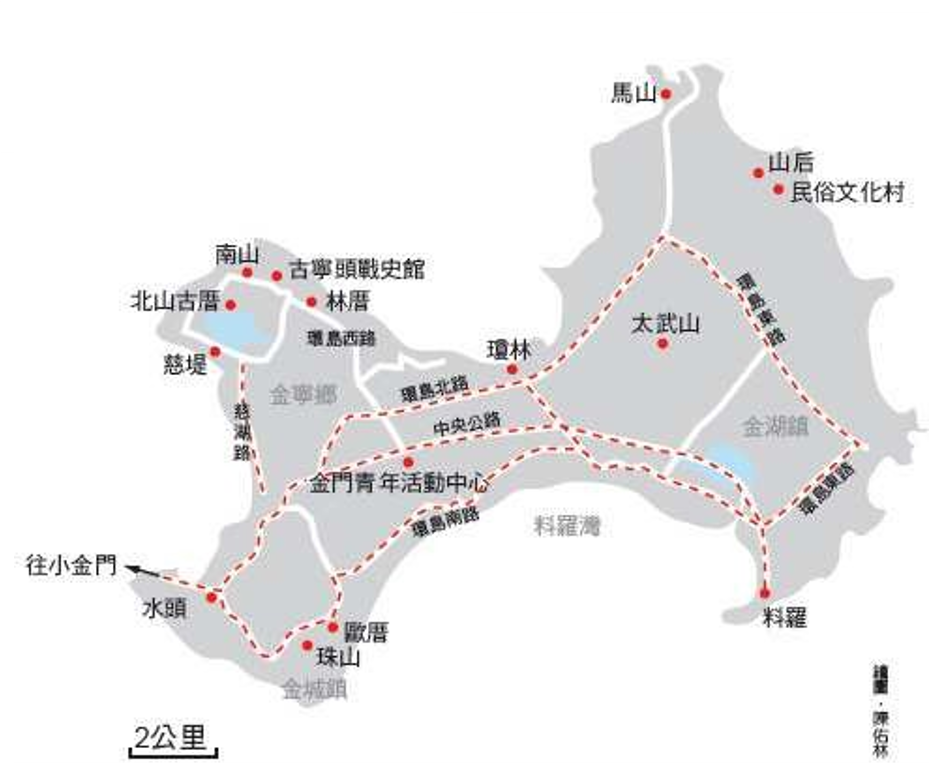 馬山
山后
民俗文化村
南山
古寧頭戰史館
北山古厝
林厝
環島西路
慈堤
慈湖路
金寧鄉
環島北路
瓊林
太武山
環島東路
中央公路
金湖鎮
金門青年活動中心
環島南路
環島東路
料羅灣
往小金門
水頭
歐厝
珠山
金城鎮
料羅
2公里
繪圖．陳佑林